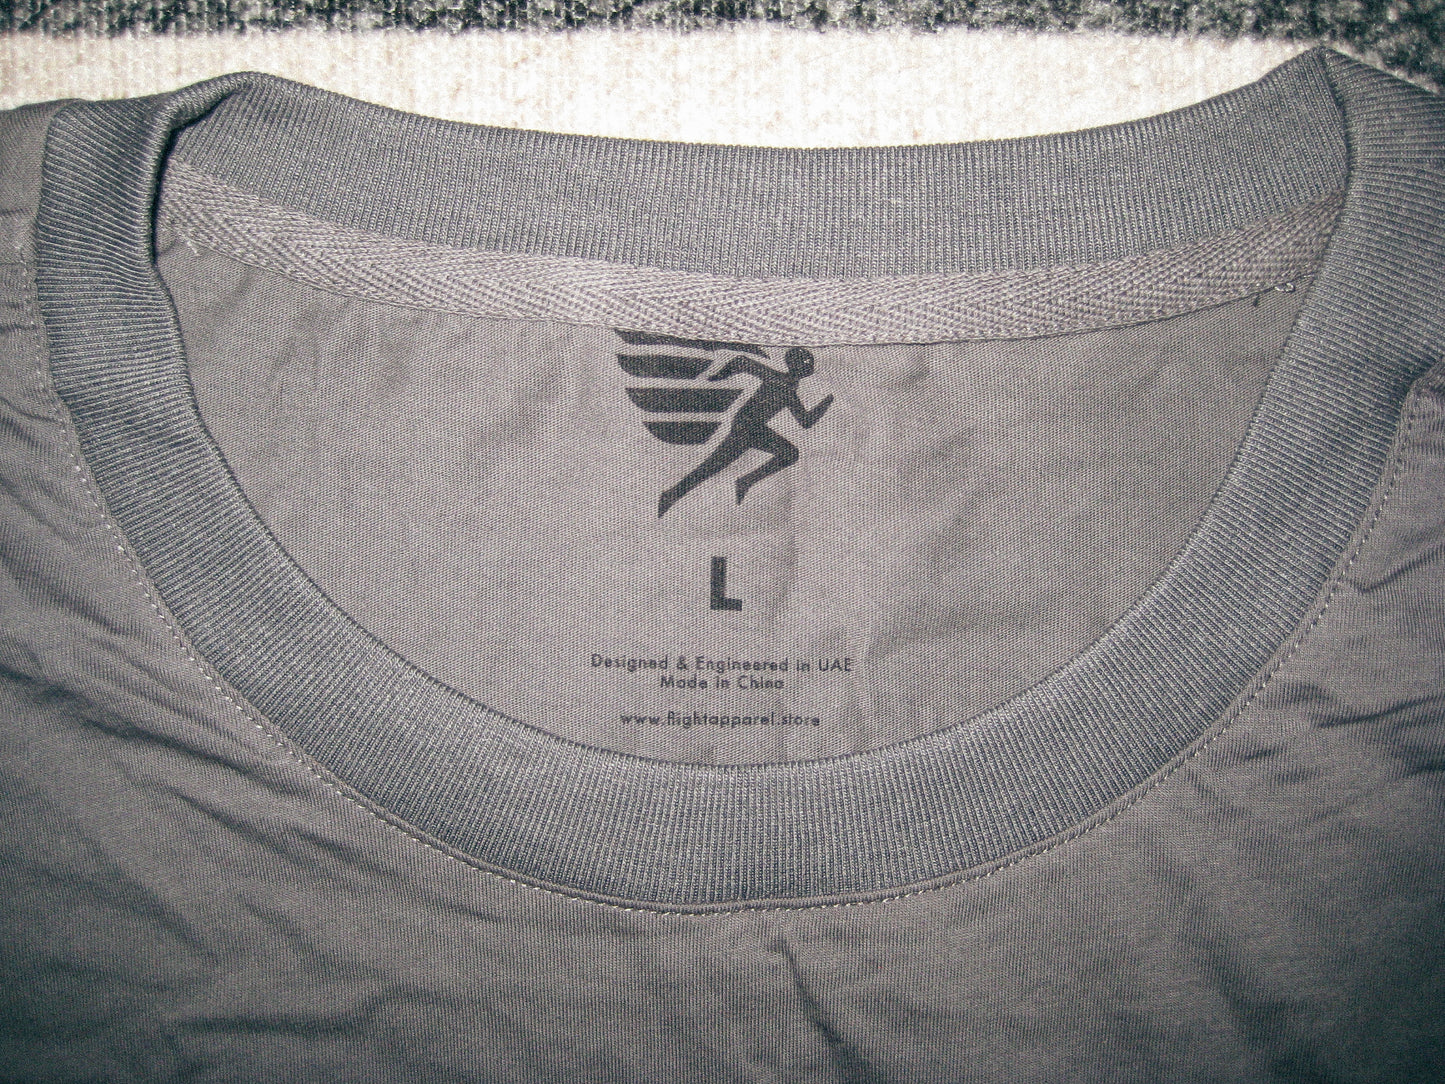 L
Designed & Engineered in UAE
Made in China
www.flightapparel.store